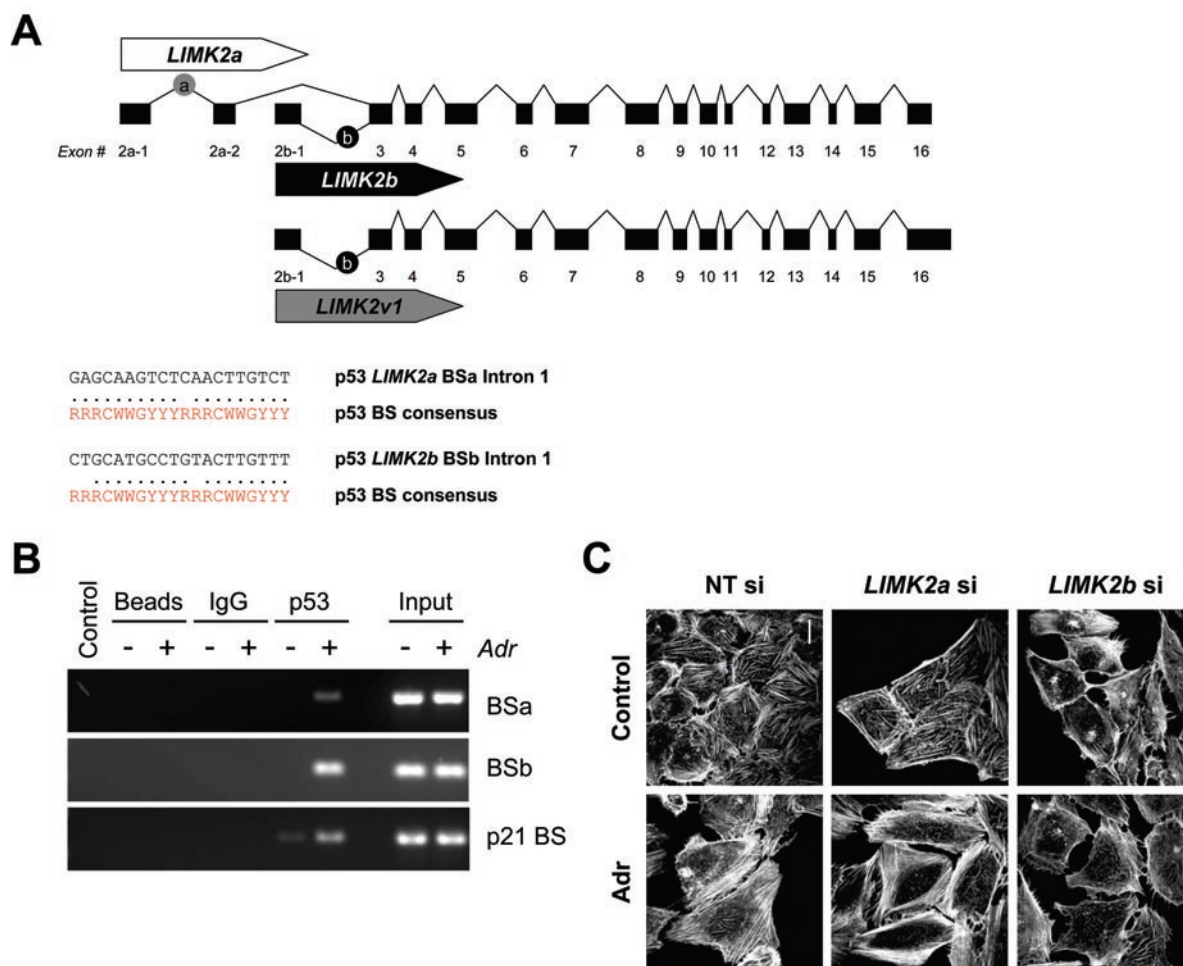 A
LIMK2a
a
b
Exon # 2a-1 2a-2 2b-1 3 4 5 6 7 8 9 10 11 12 13 14 15 16
LIMK2b
b
2b-1 3 4 5 6 7 8 9 10 11 12 13 14 15 16
LIMK2v1
GAGCAAGTCTCAACTTGTCT p53 LIMK2a BSa Intron 1
RRRCWWGYYYRRRCWWGYYY p53 BS consensus
CTGCATGCCTGTACTTGTTT p53 LIMK2b BSb Intron 1
RRRCWWGYYYRRRCWWGYYY p53 BS consensus
B
Control
Beads IgG p53 Input
- + - + - + - + Adr
BSa
BSb
p21 BS
C
NT si LIMK2a si LIMK2b si
Control
Adr